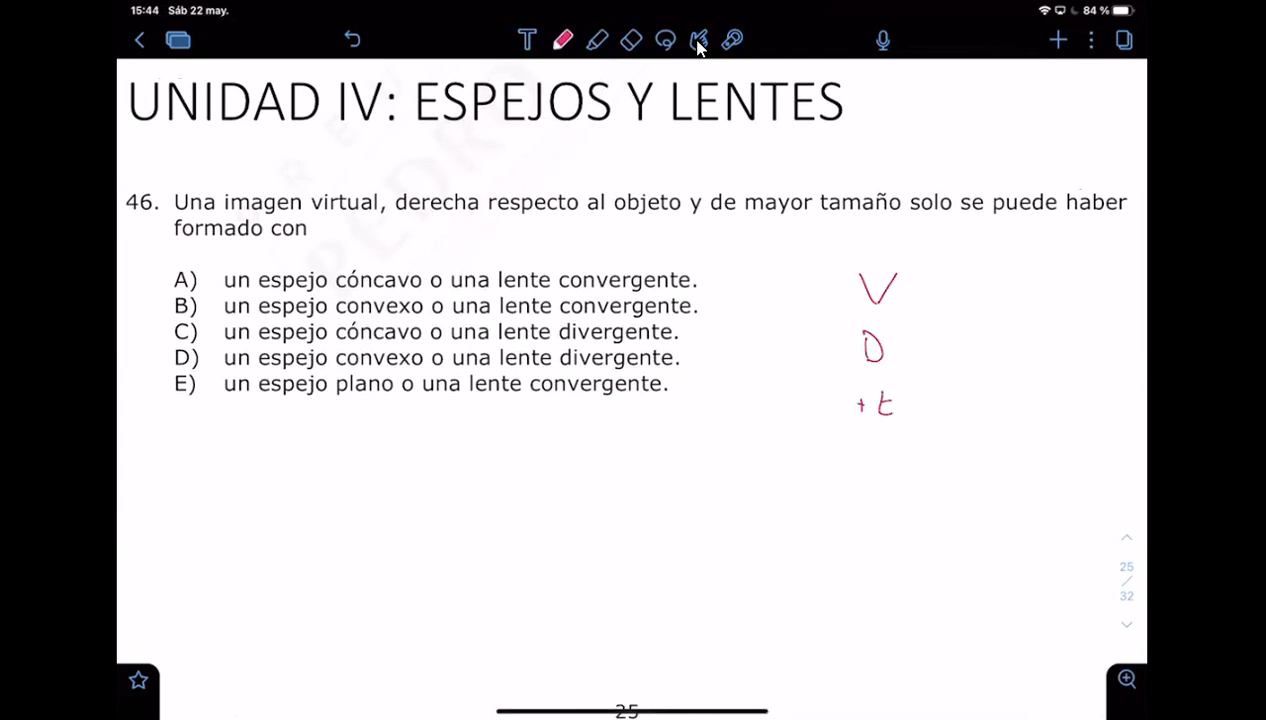 15:44 Sáb 22 may. 84 %
UNIDAD IV: ESPEJOS Y LENTES
46. Una imagen virtual, derecha respecto al objeto y de mayor tamaño solo se puede haber
formado con
A) un espejo cóncavo o una lente convergente.
B) un espejo convexo o una lente convergente.
C) un espejo cóncavo o una lente divergente.
D) un espejo convexo o una lente divergente.
E) un espejo plano o una lente convergente.
V
D
+ t
25
/
32
25